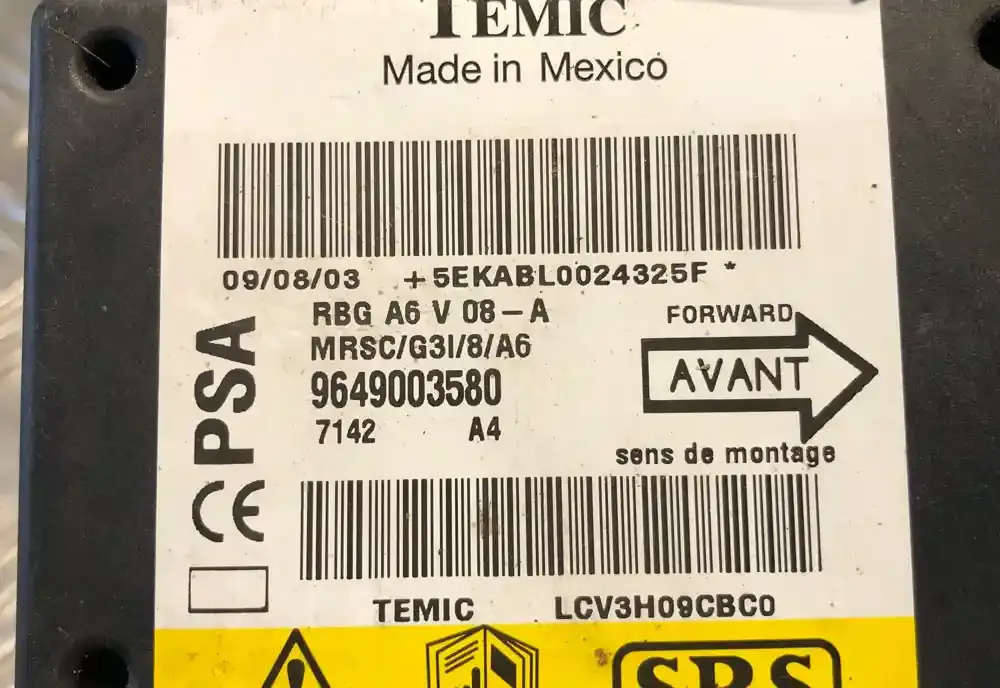 TEMIC
Made in Mexico
09/08/03 +5EKABL0024325F *
RBG A6 V 08-A
MRSC/G3I/8/A6
9649003580
7142 A4
PSA
CE
FORWARD
AVANT
sens de montage
TEMIC LCV3H09CBC0
SRS